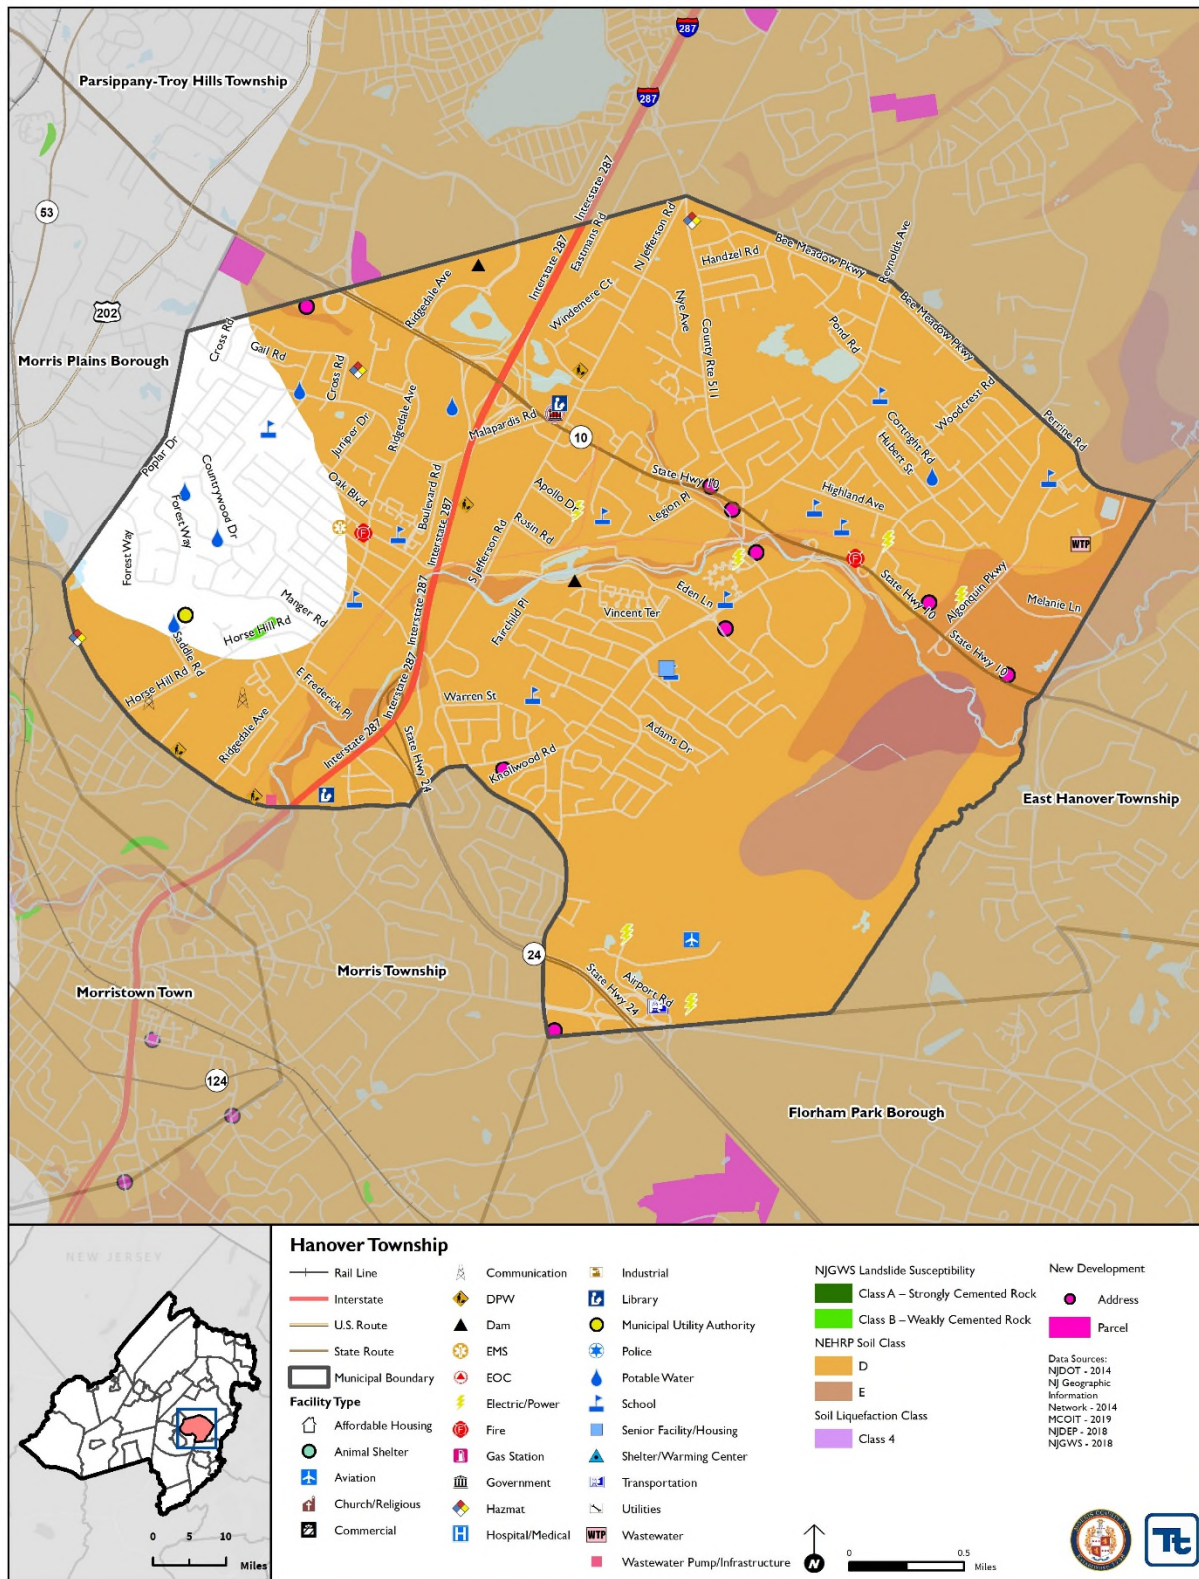 287
287
Parsippany-Troy Hills Township
53
202
Morris Plains Borough
Interstate 287
Interstate 287
Eastmans Rd
N Jefferson Rd
Handzel Rd
Bee Meadow Pkwy
Reynolds Ave
Bee Meadow Pkwy
Ridgedale Ave
Windemere Ct
Nye Ave
County Rte 511
Pond Rd
Cross Rd
Gail Rd
Cross Rd
Juniper Dr
Ridgedale Ave
Malapardis Rd
10
Woodcrest Rd
Cortright Rd
Hubert St
Perrine Rd
Poplar Dr
Countrywood Dr
Forest Way
Forest Way
Oak Blvd
Boulevard Rd
Interstate 287
Interstate 287
Apollo Dr
Rosin Rd
S Jefferson Rd
State Hwy 10
Legion Pl
Highland Ave
WTP
Algonquin Pkwy
State Hwy 10
Melanie Ln
State Hwy 10
Eden Ln
Vincent Ter
Fairchild Pl
Manger Rd
Horse Hill Rd
Saddle Rd
Horse Hill Rd
E Frederick Pl
Ridgedale Ave
Interstate 287
Interstate 287
Interstate 287
Warren St
Adams Dr
Knollwood Rd
State Hwy 24
East Hanover Township
24
Morris Township
Morristown Town
State Hwy 24
Airport Rd
124
Florham Park Borough
NEW JERSEY
0 5 10
Miles
Hanover Township
Rail Line
Interstate
U.S. Route
State Route
Municipal Boundary
Facility Type
Affordable Housing
Animal Shelter
Aviation
Church/Religious
Commercial
Communication
DPW
Dam
EMS
EOC
Electric/Power
Fire
Gas Station
Government
Hazmat
Hospital/Medical
Industrial
Library
Municipal Utility Authority
Police
Potable Water
School
Senior Facility/Housing
Shelter/Warming Center
Transportation
Utilities
WTP Wastewater
Wastewater Pump/Infrastructure
NJGWS Landslide Susceptibility
Class A – Strongly Cemented Rock
Class B – Weakly Cemented Rock
NEHRP Soil Class
D
E
Soil Liquefaction Class
Class 4
New Development
Address
Parcel
Data Sources:
NJDOT - 2014
NJ Geographic
Information
Network - 2014
MCOIT - 2019
NJDEP - 2018
NJGWS - 2018
N
0 0.5
Miles
Tt